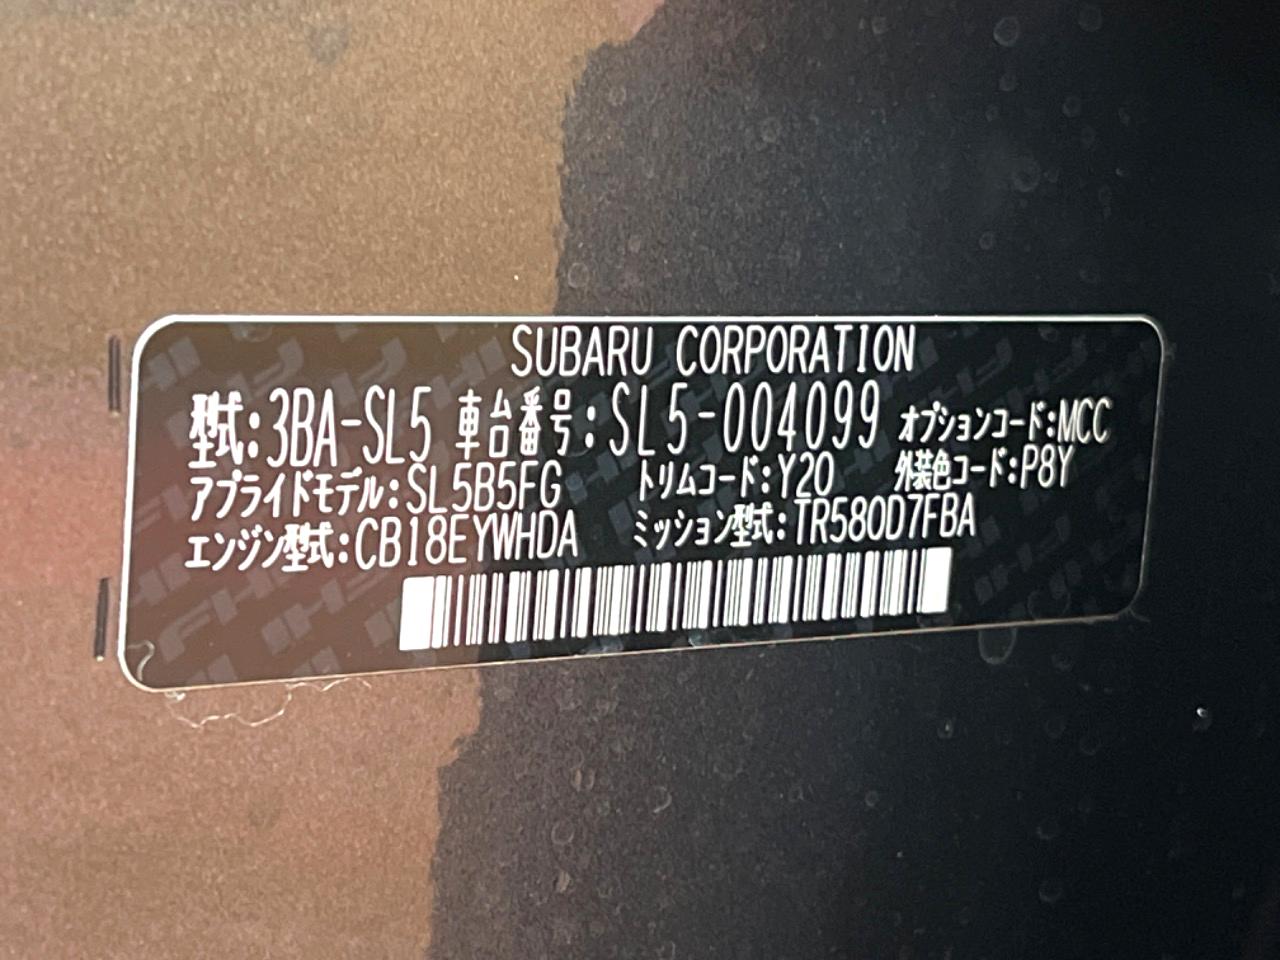 SUBARU CORPORATION
型式:3BA-SL5 車台番号:SL5-004099 オプションコード:MCC
アプライドモデル:SL5B5FG トリムコード:Y20 外装色コード:P8Y
エンジン型式:CB18EYWHDA ミッション型式:TR580D7FBA